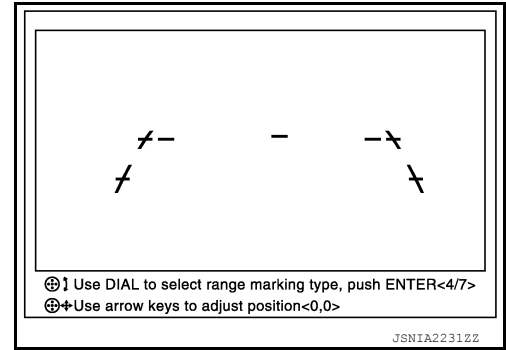 Use DIAL to select range marking type, push ENTER<4/7>
Use arrow keys to adjust position<0,0>
JSNIA2231ZZ